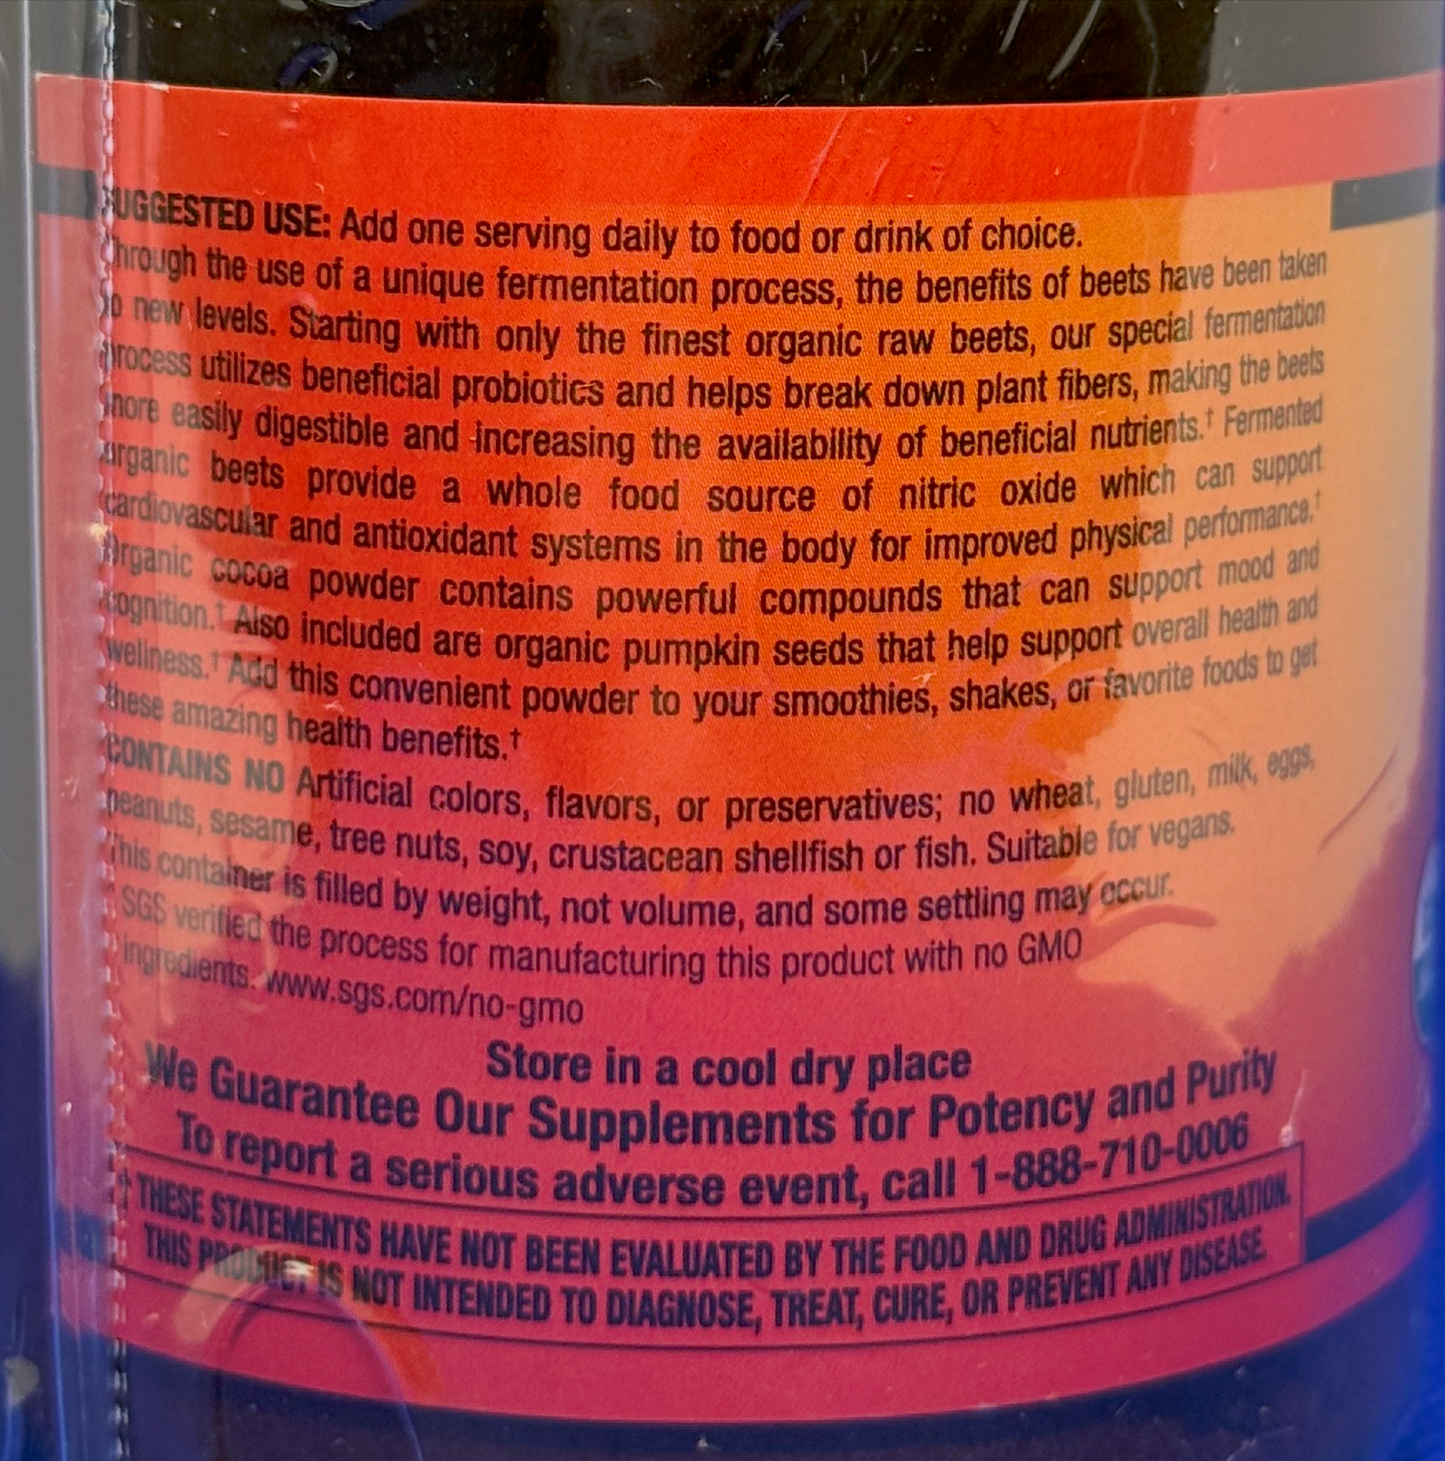 SUGGESTED USE: Add one serving daily to food or drink of choice.
Through the use of a unique fermentation process, the benefits of beets have been taken
to new levels. Starting with only the finest organic raw beets, our special fermentation
process utilizes beneficial probiotics and helps break down plant fibers, making the beets
more easily digestible and increasing the availability of beneficial nutrients.† Fermented
organic beets provide a whole food source of nitric oxide which can support
cardiovascular and antioxidant systems in the body for improved physical performance.†
Organic cocoa powder contains powerful compounds that can support mood and
cognition.† Also included are organic pumpkin seeds that help support overall health and
wellness.† Add this convenient powder to your smoothies, shakes, or favorite foods to get
these amazing health benefits.†
CONTAINS NO Artificial colors, flavors, or preservatives; no wheat, gluten, milk, eggs,
peanuts, sesame, tree nuts, soy, crustacean shellfish or fish. Suitable for vegans.
This container is filled by weight, not volume, and some settling may occur.
SGS verified the process for manufacturing this product with no GMO
ingredients. www.sgs.com/no-gmo
Store in a cool dry place
We Guarantee Our Supplements for Potency and Purity
To report a serious adverse event, call 1-888-710-0006
† THESE STATEMENTS HAVE NOT BEEN EVALUATED BY THE FOOD AND DRUG ADMINISTRATION.
THIS PRODUCT IS NOT INTENDED TO DIAGNOSE, TREAT, CURE, OR PREVENT ANY DISEASE.